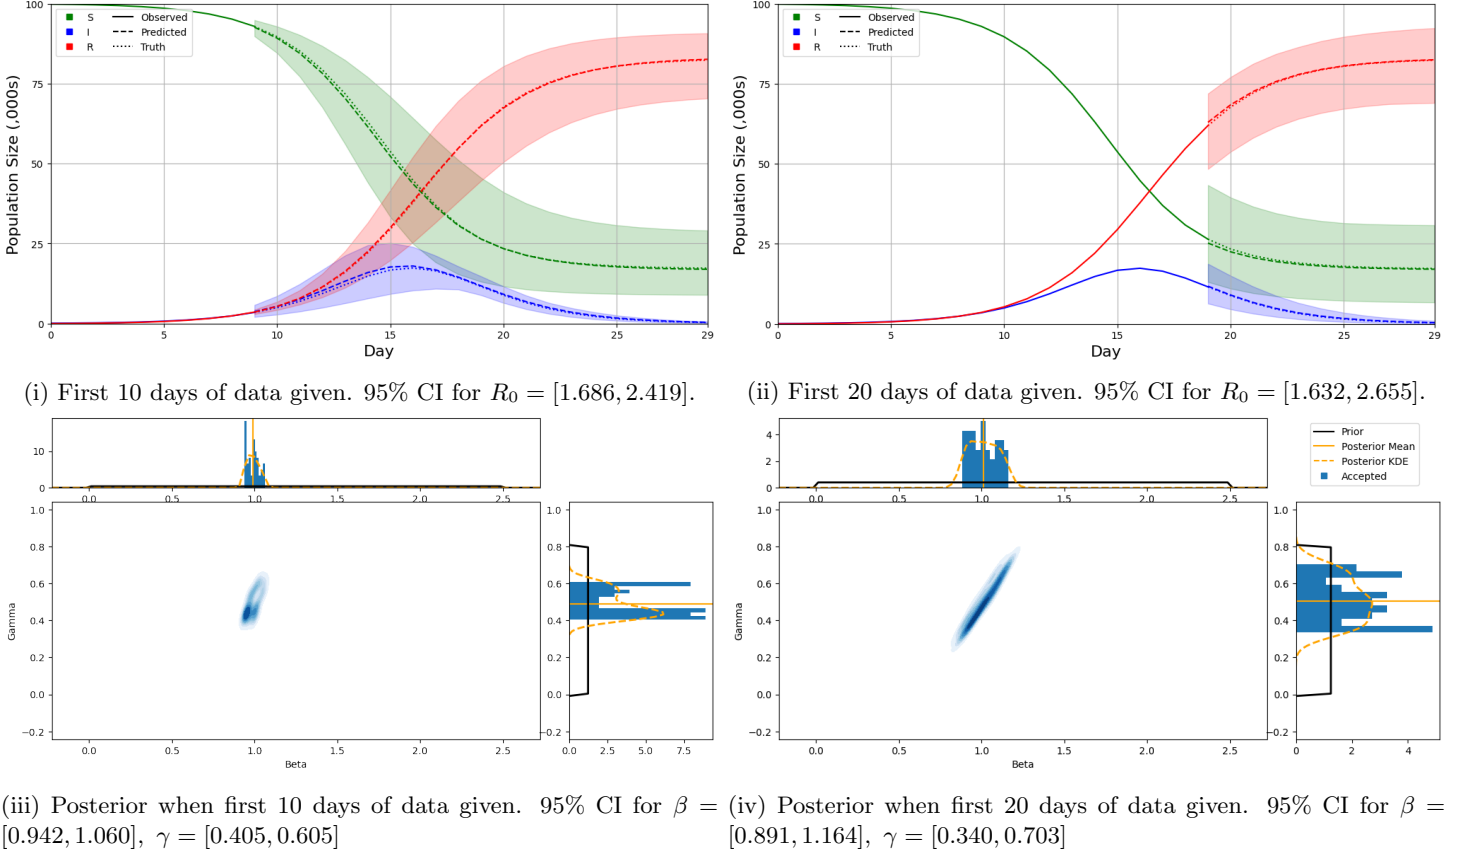 100
75
50
25
0
Population Size (,000s)
S
I
R
Observed
Predicted
Truth
0
5
10
15
20
25
29
Day
100
75
50
25
0
Population Size (,000s)
S
I
R
Observed
Predicted
Truth
0
5
10
15
20
25
29
Day
(i) First 10 days of data given. 95% CI for R₀ = [1.686, 2.419].
(ii) First 20 days of data given. 95% CI for R₀ = [1.632, 2.655].
10
0
0.0
0.5
1.0
1.5
2.0
2.5
1.0
0.8
0.6
0.4
0.2
0.0
−0.2
Gamma
0.0
0.5
1.0
1.5
2.0
2.5
Beta
1.0
0.8
0.6
0.4
0.2
0.0
−0.2
0.0
2.5
5.0
7.5
4
2
0
0.0
0.5
1.0
1.5
2.0
2.5
Prior
Posterior Mean
Posterior KDE
Accepted
1.0
0.8
0.6
0.4
0.2
0.0
−0.2
Gamma
0.0
0.5
1.0
1.5
2.0
2.5
Beta
1.0
0.8
0.6
0.4
0.2
0.0
−0.2
0
2
4
(iii) Posterior when first 10 days of data given. 95% CI for β =
[0.942, 1.060], γ = [0.405, 0.605]
(iv) Posterior when first 20 days of data given. 95% CI for β =
[0.891, 1.164], γ = [0.340, 0.703]